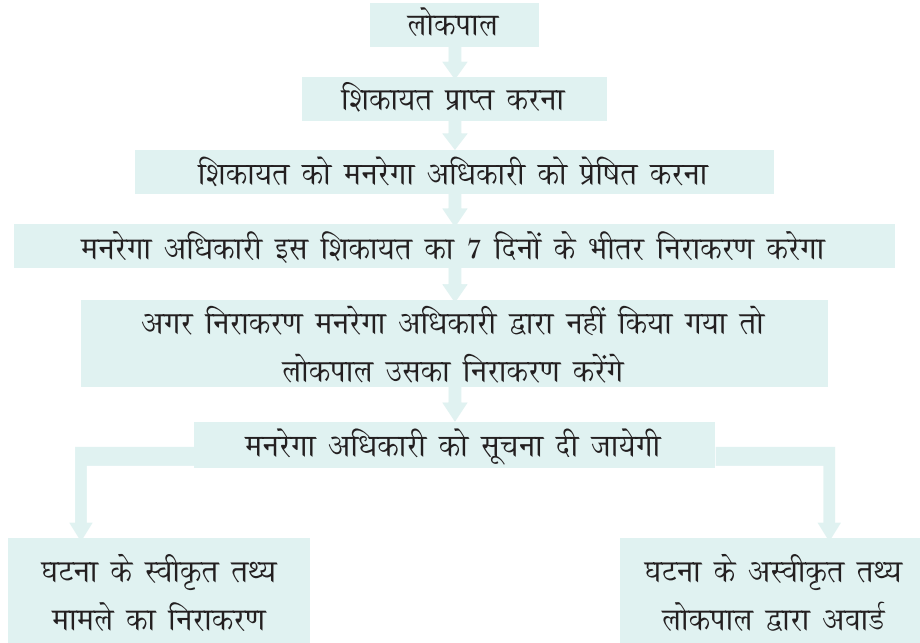 लोकपाल
शिकायत प्राप्त करना
शिकायत को मनरेगा अधिकारी को प्रेषित करना
मनरेगा अधिकारी इस शिकायत का 7 दिनों के भीतर निराकरण करेगा
अगर निराकरण मनरेगा अधिकारी द्वारा नहीं किया गया तो
लोकपाल उसका निराकरण करेंगे
मनरेगा अधिकारी को सूचना दी जायेगी
घटना के स्वीकृत तथ्य
मामले का निराकरण
घटना के अस्वीकृत तथ्य
लोकपाल द्वारा अवार्ड